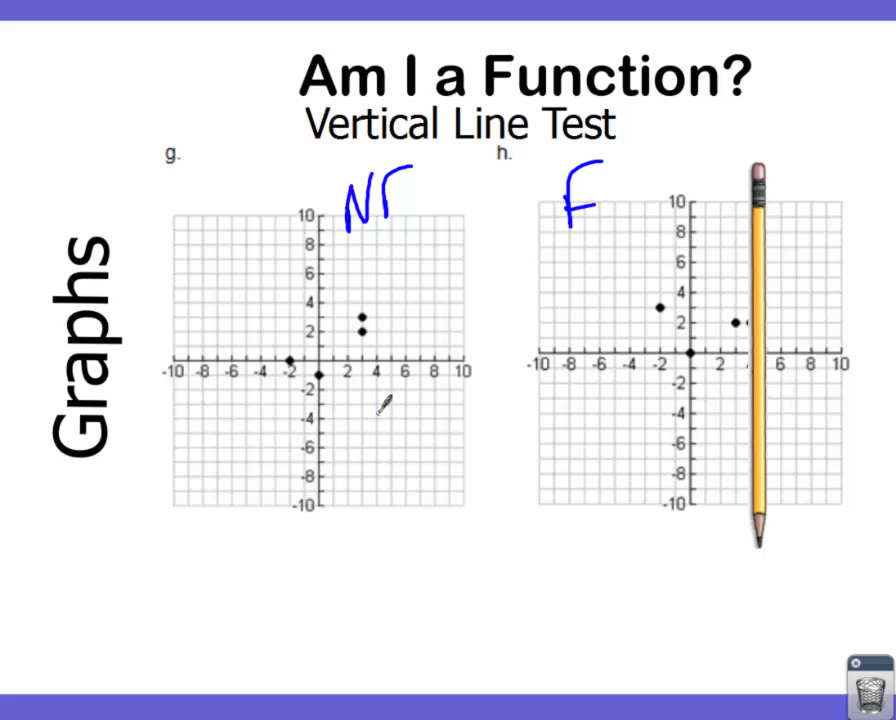 Am I a Function?
Vertical Line Test
g.
h.
NF
F
Graphs
10
8
6
4
2
-10 -8 -6 -4 -2 2 4 6 8 10
-2
-4
-6
-8
-10
10
8
6
4
2
-10 -8 -6 -4 -2 2 6 8 10
-2
-4
-6
-8
-10